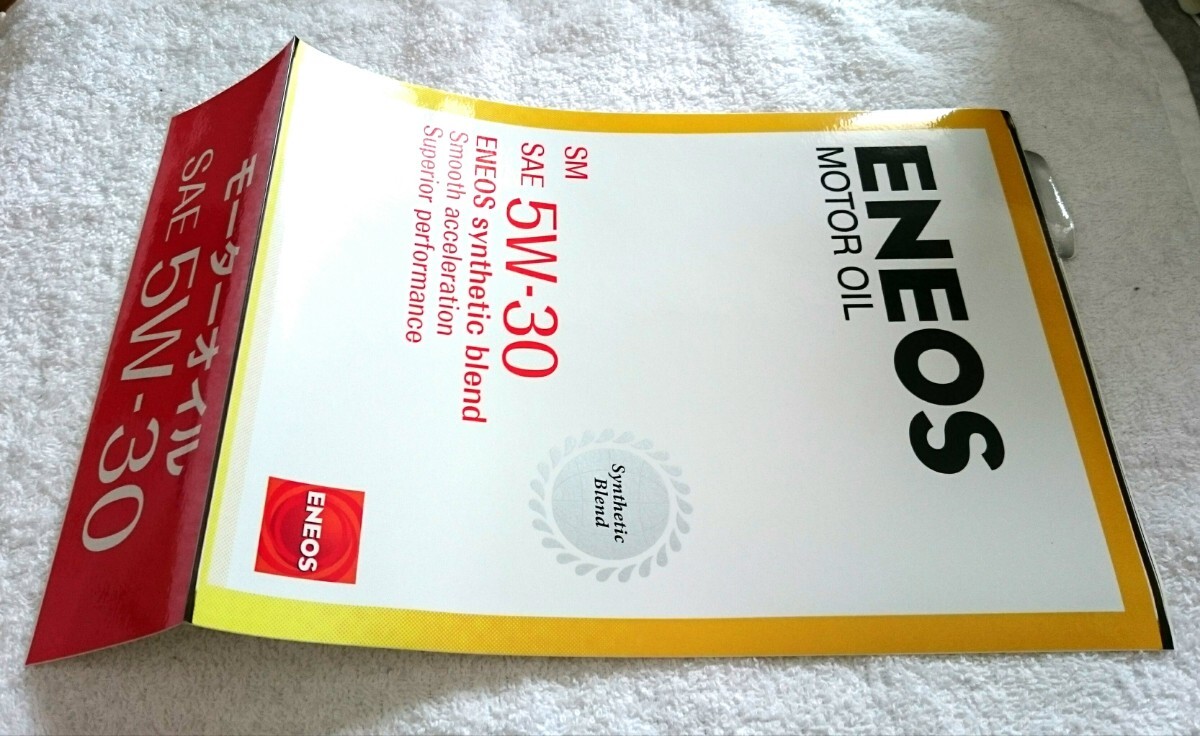 ENEOS
MOTOR OIL
SM
SAE 5W-30
ENEOS synthetic blend
Smooth acceleration
Superior performance
Synthetic
Blend
ENEOS
モーターオイル
SAE 5W-30